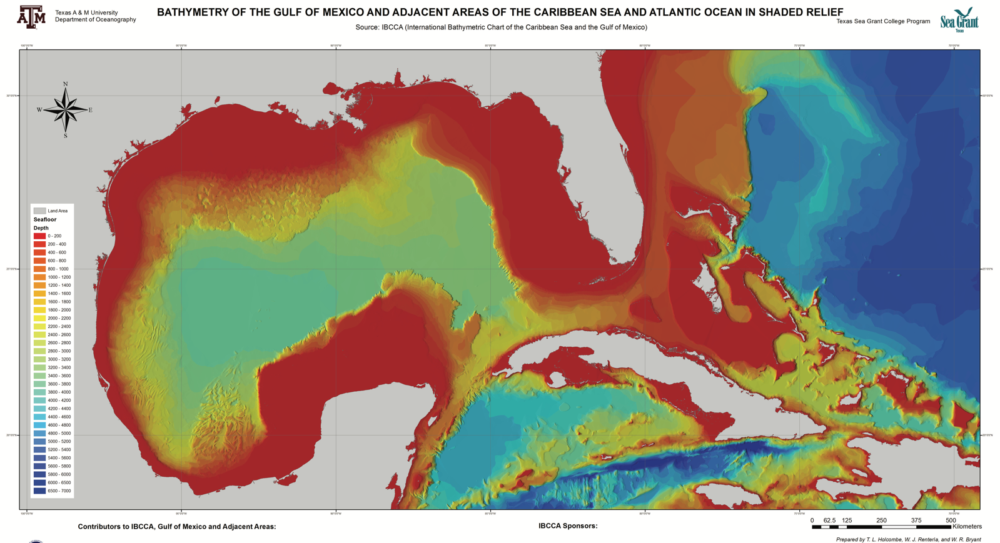 BATHYMETRY OF THE GULF OF MEXICO AND ADJACENT AREAS OF THE CARIBBEAN SEA AND ATLANTIC OCEAN IN SHADED RELIEF
Source: IBCCA (International Bathymetric Chart of the Caribbean Sea and the Gulf of Mexico)
ATM
Texas A & M University
Department of Oceanography
Texas Sea Grant College Program
Sea Grant
Texas
N
W
E
S
Land Area
Seafloor
Depth
0 - 200
200 - 400
400 - 600
600 - 800
800 - 1000
1000 - 1200
1200 - 1400
1400 - 1600
1600 - 1800
1800 - 2000
2000 - 2200
2200 - 2400
2400 - 2600
2600 - 2800
2800 - 3000
3000 - 3200
3200 - 3400
3400 - 3600
3600 - 3800
3800 - 4000
4000 - 4200
4200 - 4400
4400 - 4600
4600 - 4800
4800 - 5000
5000 - 5200
5200 - 5400
5400 - 5600
5600 - 5800
5800 - 6000
6000 - 6500
6500 - 7000
Contributors to IBCCA, Gulf of Mexico and Adjacent Areas:
IBCCA Sponsors:
0 62.5 125 250 375 500
Kilometers
Prepared by T. L. Holcombe, W. J. Renteria, and W. R. Bryant